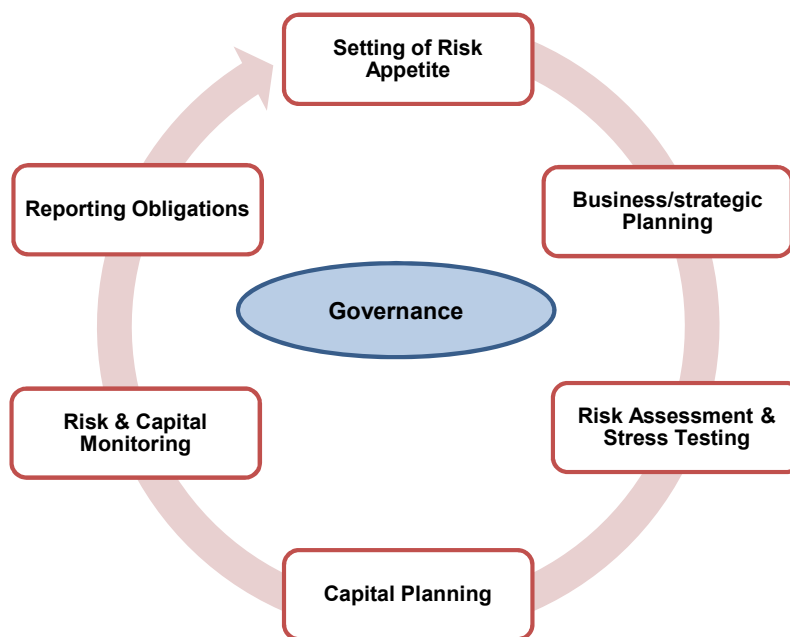 Setting of Risk
Appetite
Business/strategic
Planning
Risk Assessment &
Stress Testing
Capital Planning
Risk & Capital
Monitoring
Reporting Obligations
Governance